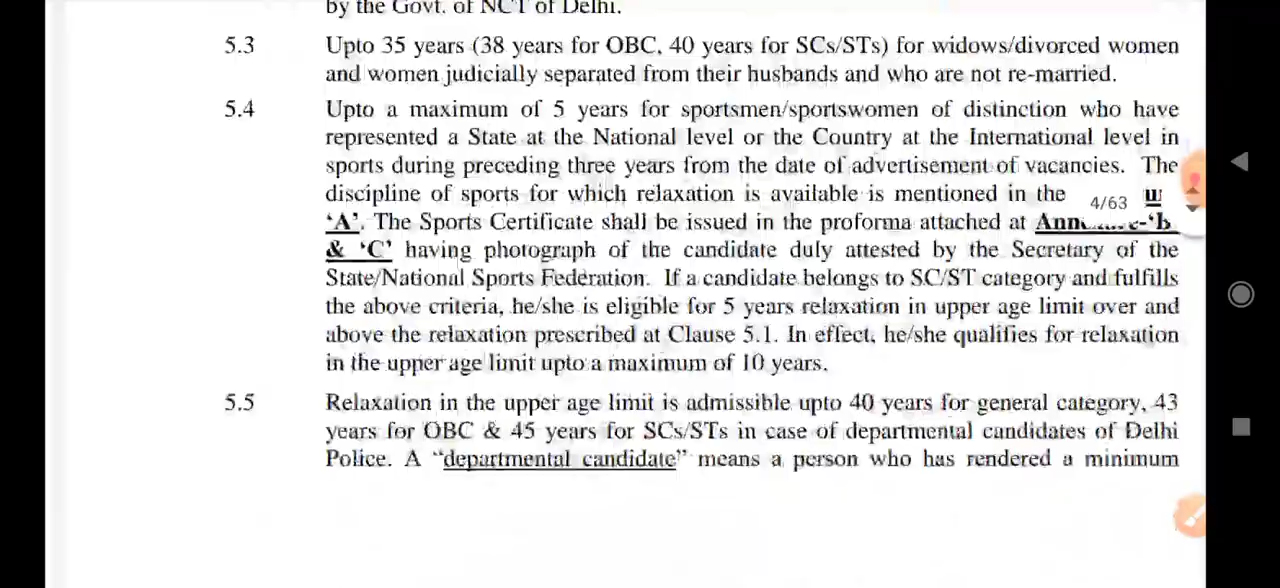 by the Govt. of NCT of Delhi.
5.3 Upto 35 years (38 years for OBC, 40 years for SCs/STs) for widows/divorced women
and women judicially separated from their husbands and who are not re-married.
5.4 Upto a maximum of 5 years for sportsmen/sportswomen of distinction who have
represented a State at the National level or the Country at the International level in
sports during preceding three years from the date of advertisement of vacancies. The
discipline of sports for which relaxation is available is mentioned in the
4/63
'A'. The Sports Certificate shall be issued in the proforma attached at
& 'C' having photograph of the candidate duly attested by the Secretary of the
State/National Sports Federation. If a candidate belongs to SC/ST category and fulfills
the above criteria, he/she is eligible for 5 years relaxation in upper age limit over and
above the relaxation prescribed at Clause 5.1. In effect, he/she qualifies for relaxation
in the upper age limit upto a maximum of 10 years.
5.5 Relaxation in the upper age limit is admissible upto 40 years for general category, 43
years for OBC & 45 years for SCs/STs in case of departmental candidates of Delhi
Police. A "departmental candidate" means a person who has rendered a minimum